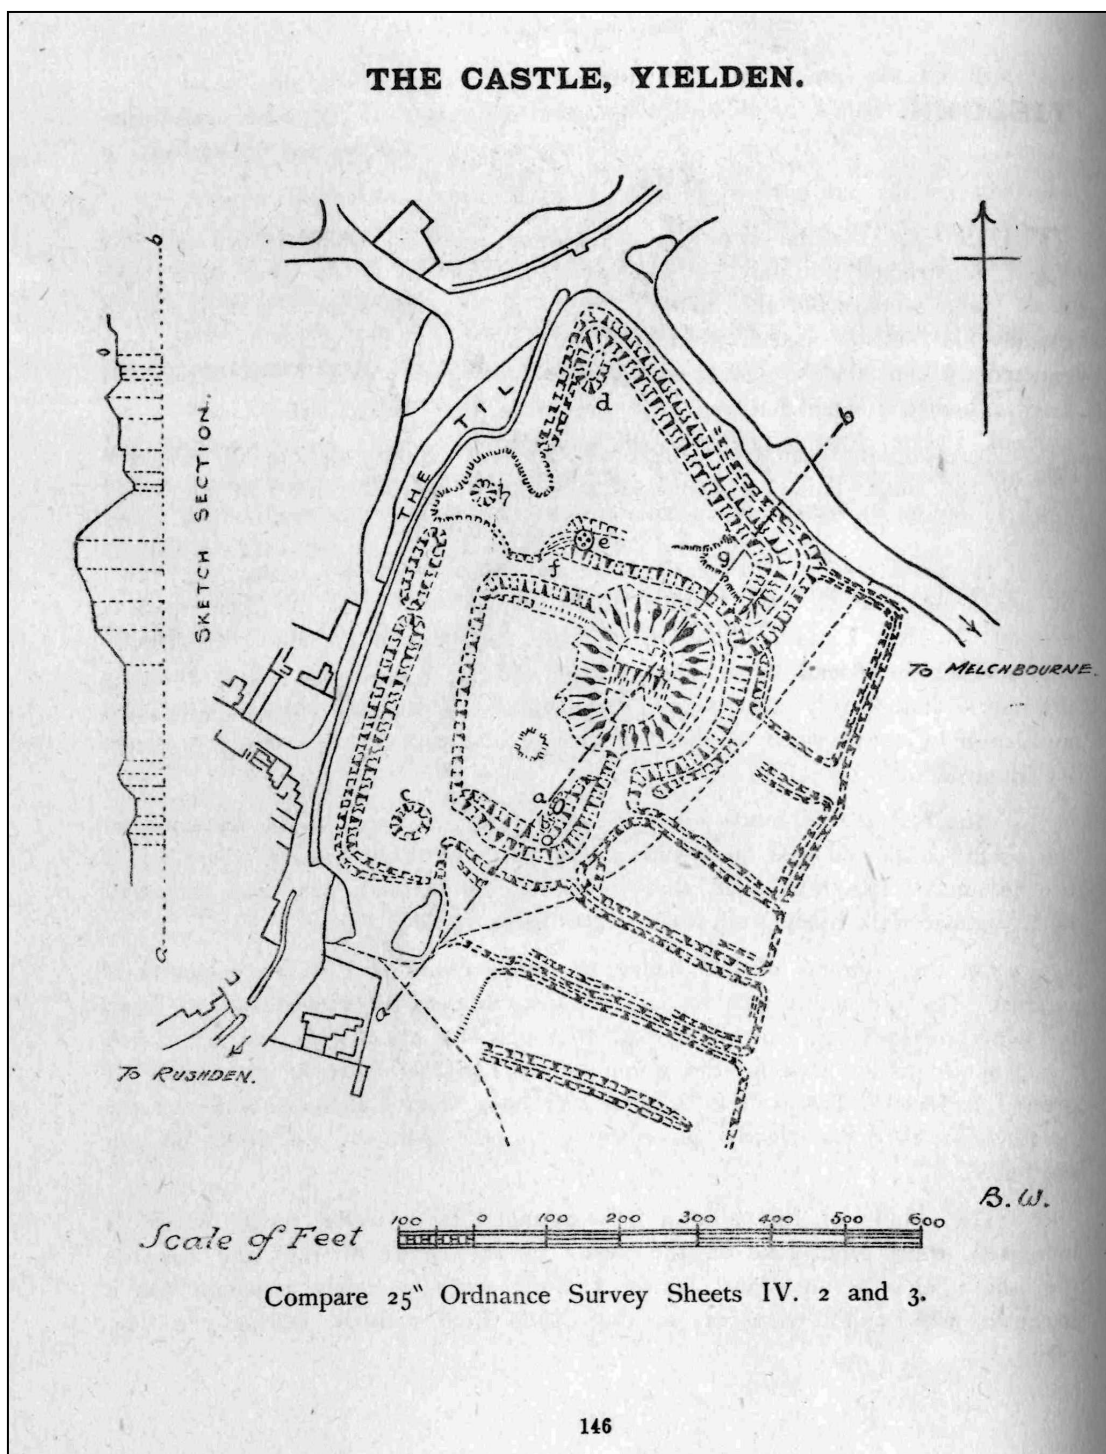 THE CASTLE, YIELDEN.
b
SKETCH SECTION.
a
THE TIL
d
b
h
e
f
g
TO MELCHBOURNE.
c
a
a
TO RUSHDEN.
B.W.
Scale of Feet
100 0 100 200 300 400 500 600
Compare 25" Ordnance Survey Sheets IV. 2 and 3.
146